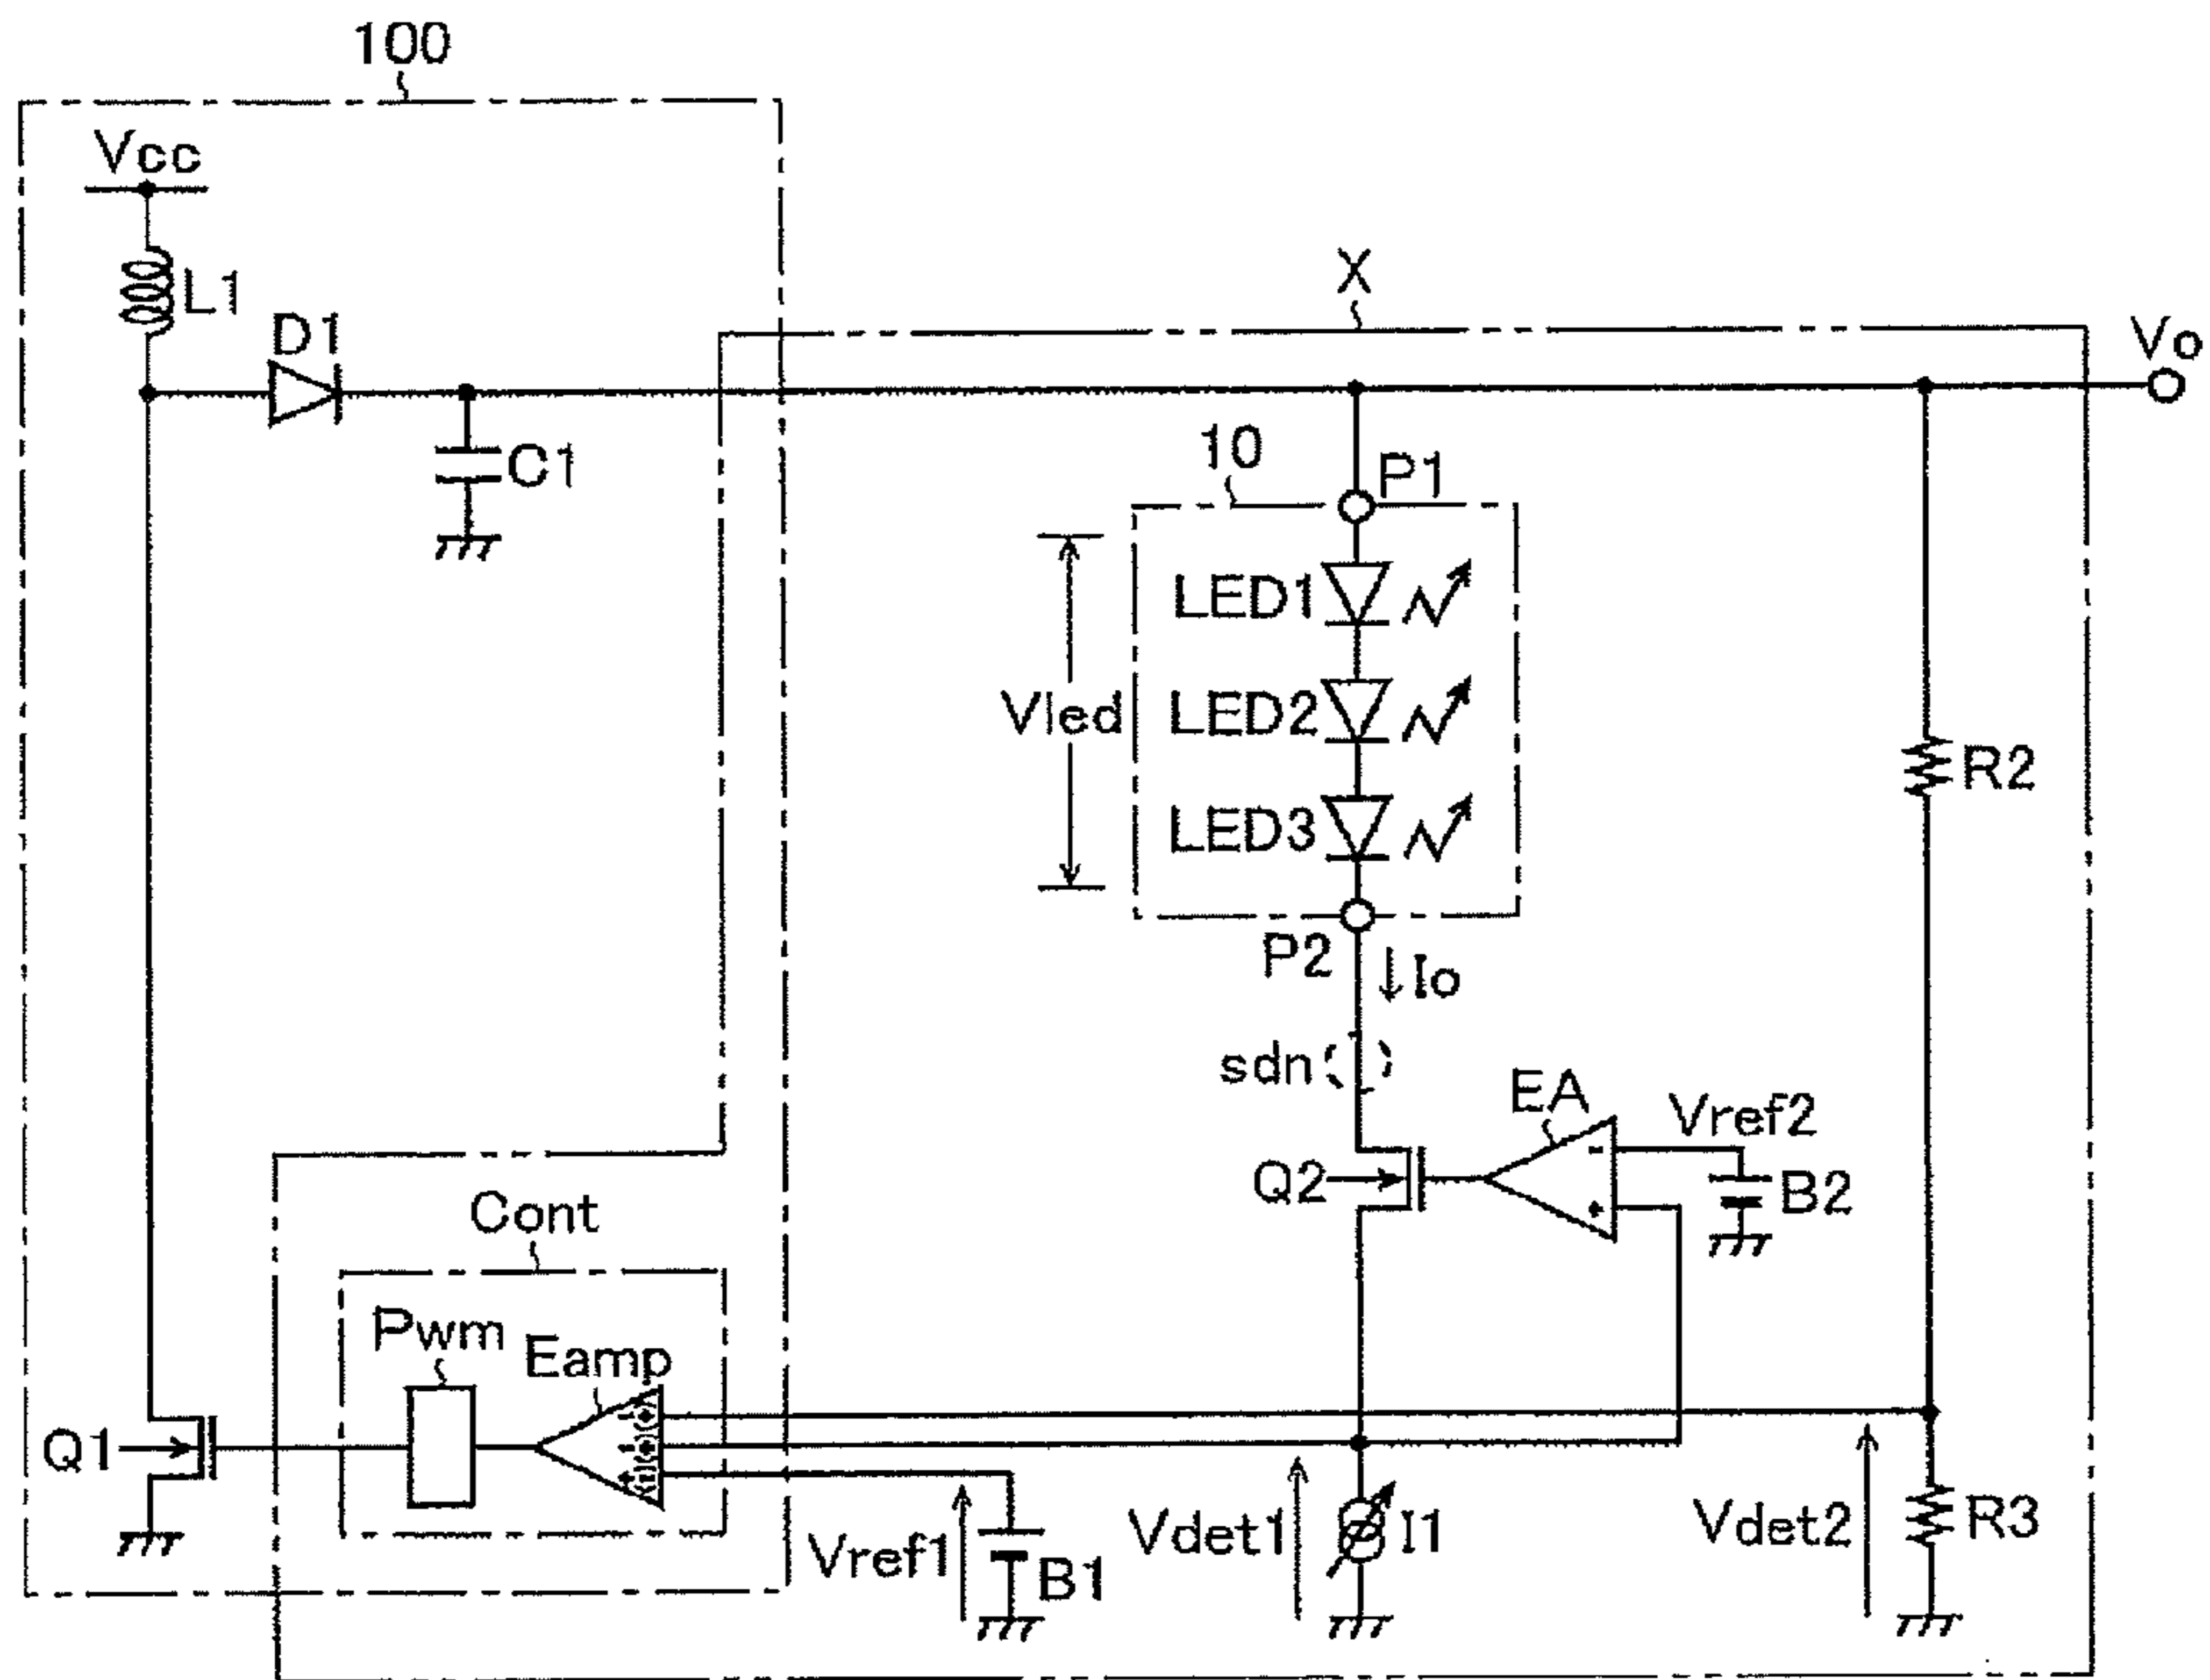 100
Vcc
L1
D1
C1
X
Vo
10
P1
LED1
Vled
LED2
LED3
R2
P2
Io
sdn
EA
Vref2
Q2
-
+
B2
Cont
Pwm
Eamp
-(+)
-(+)
+(-)
Q1
Vref1
B1
Vdet1
I1
Vdet2
R3